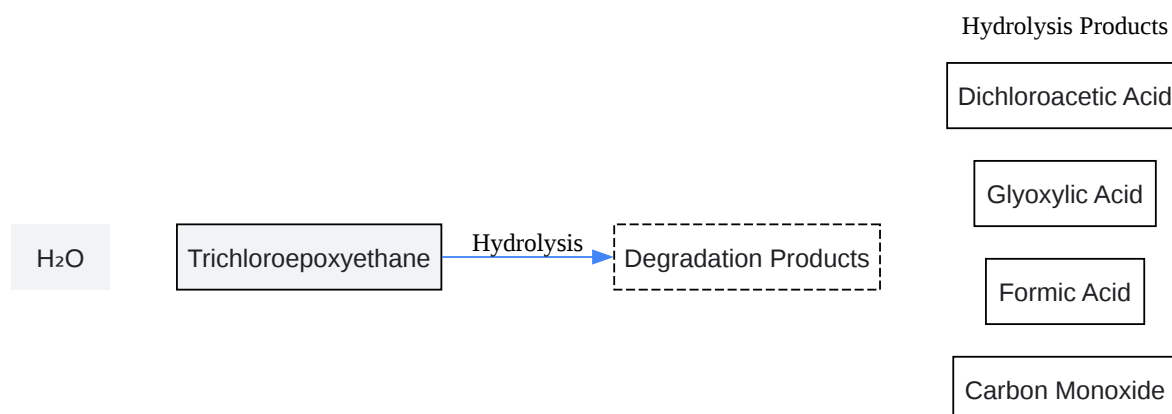 Hydrolysis Products
Dichloroacetic Acid
Glyoxylic Acid
H₂O
Trichloroepoxyethane
Hydrolysis
Degradation Products
Formic Acid
Carbon Monoxide